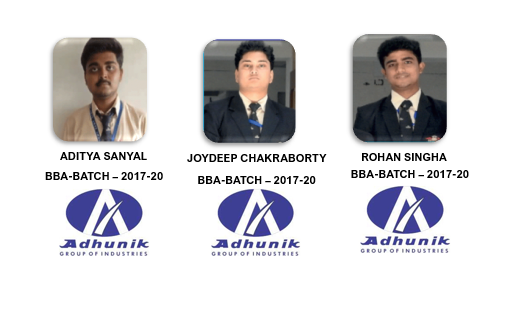 ADITYA SANYAL
BBA-BATCH – 2017-20
Adhunik
GROUP OF INDUSTRIES
JOYDEEP CHAKRABORTY
BBA-BATCH – 2017-20
Adhunik
GROUP OF INDUSTRIES
ROHAN SINGHA
BBA-BATCH – 2017-20
Adhunik
GROUP OF INDUSTRIES